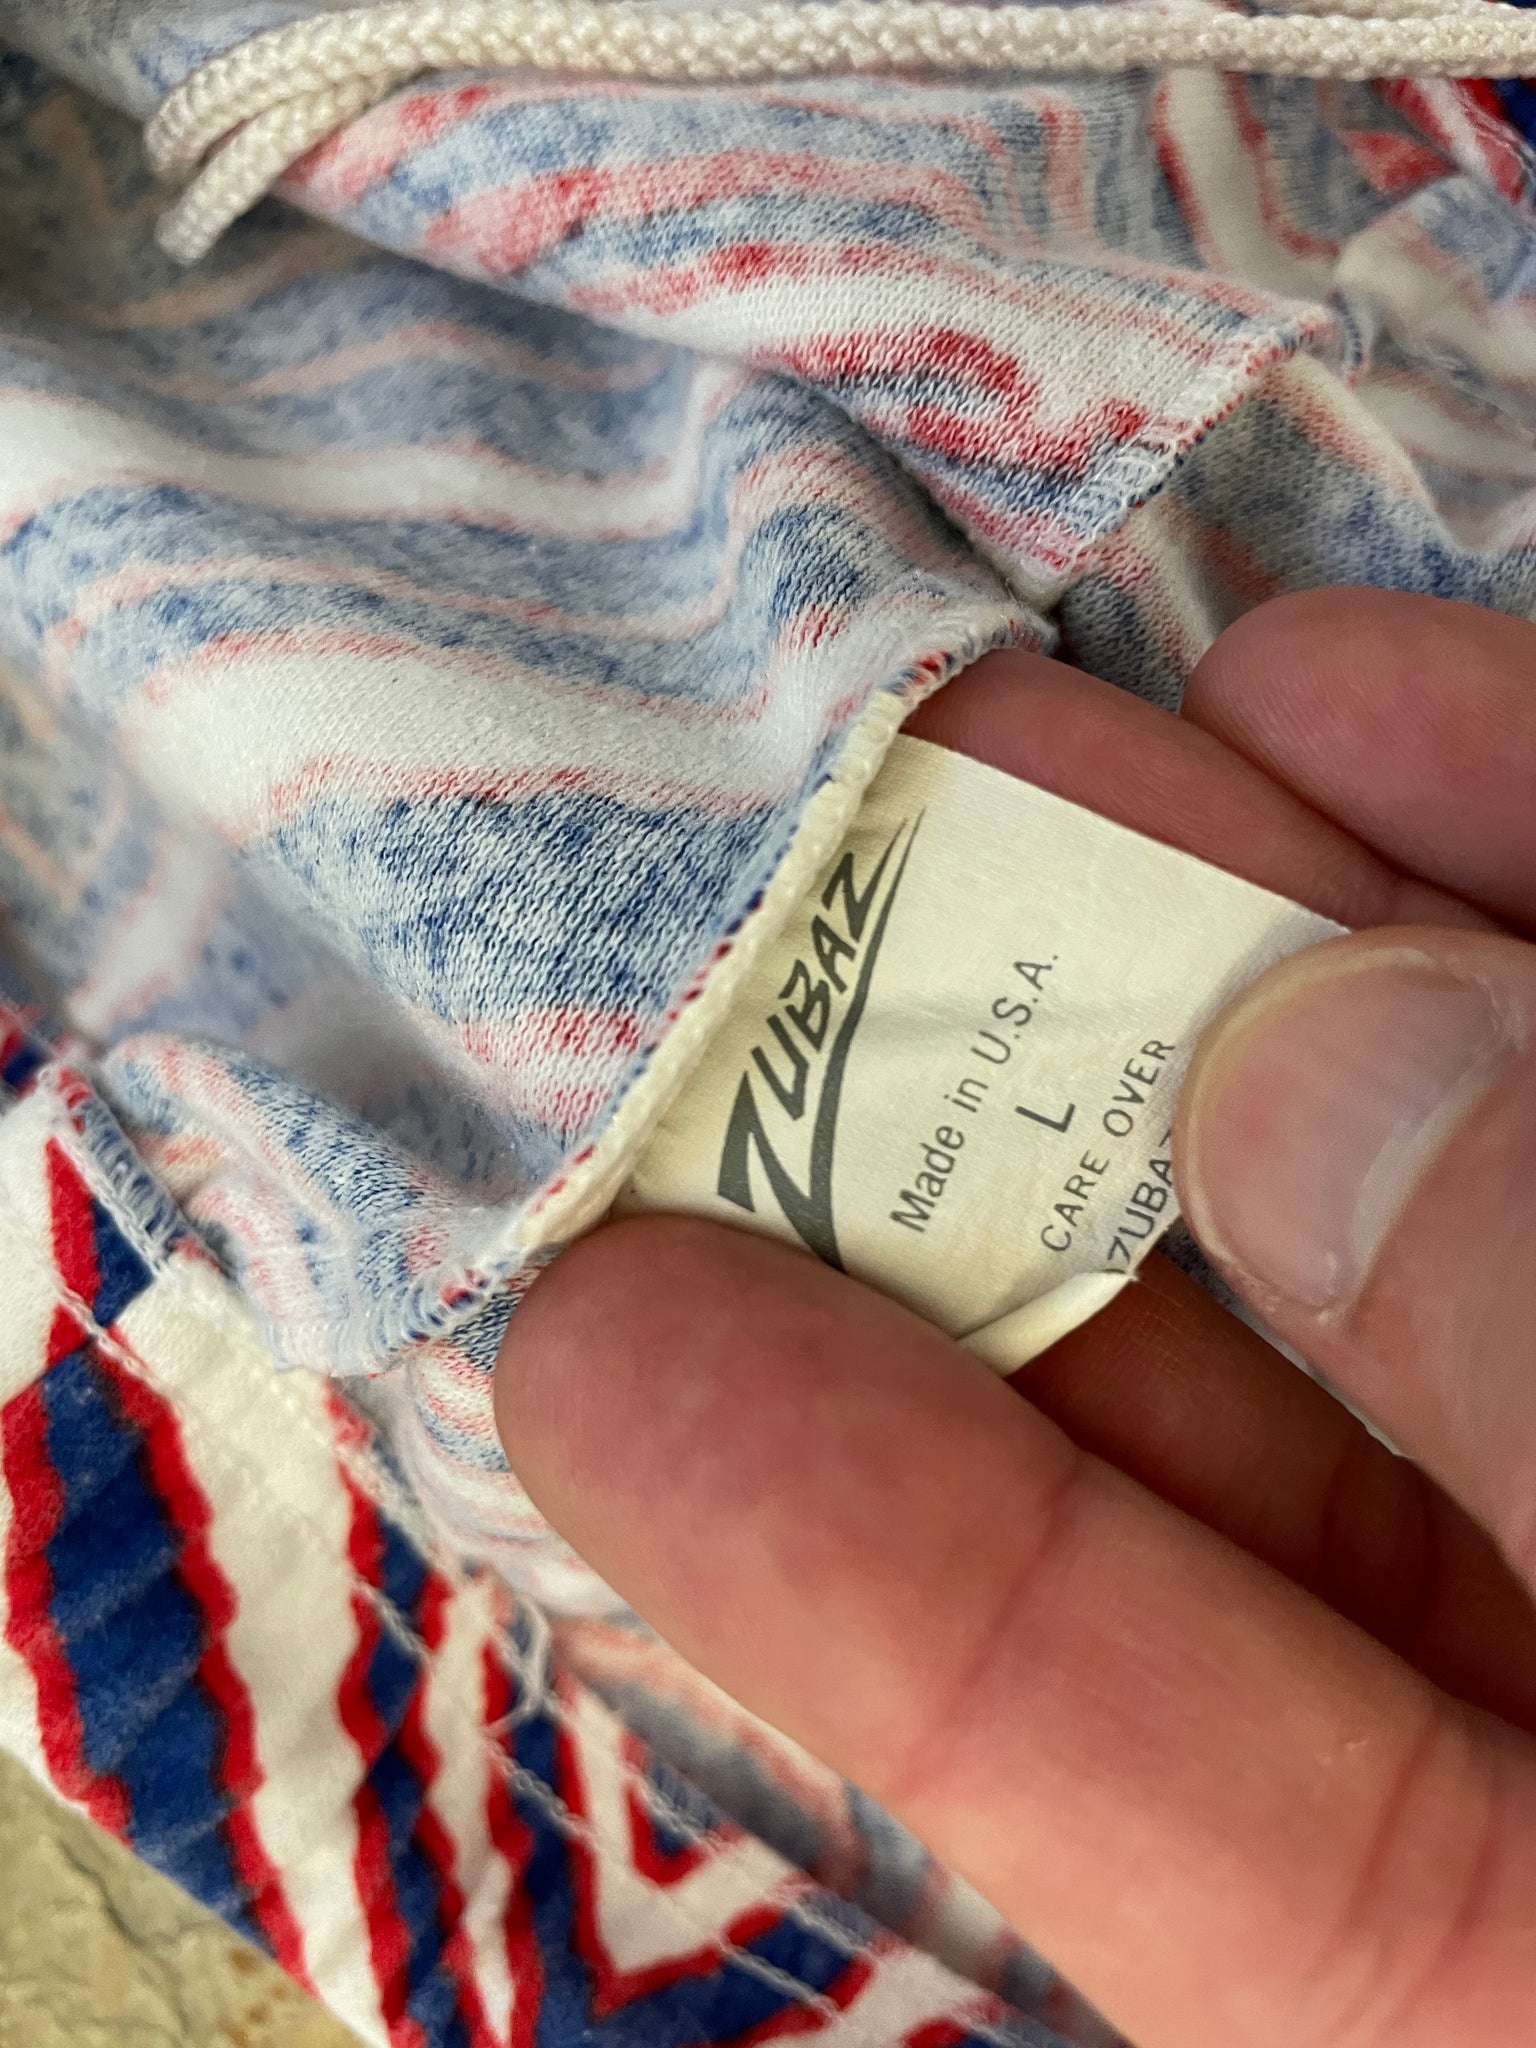 ZUBAZ
Made in U.S.A.
L
CARE OVER